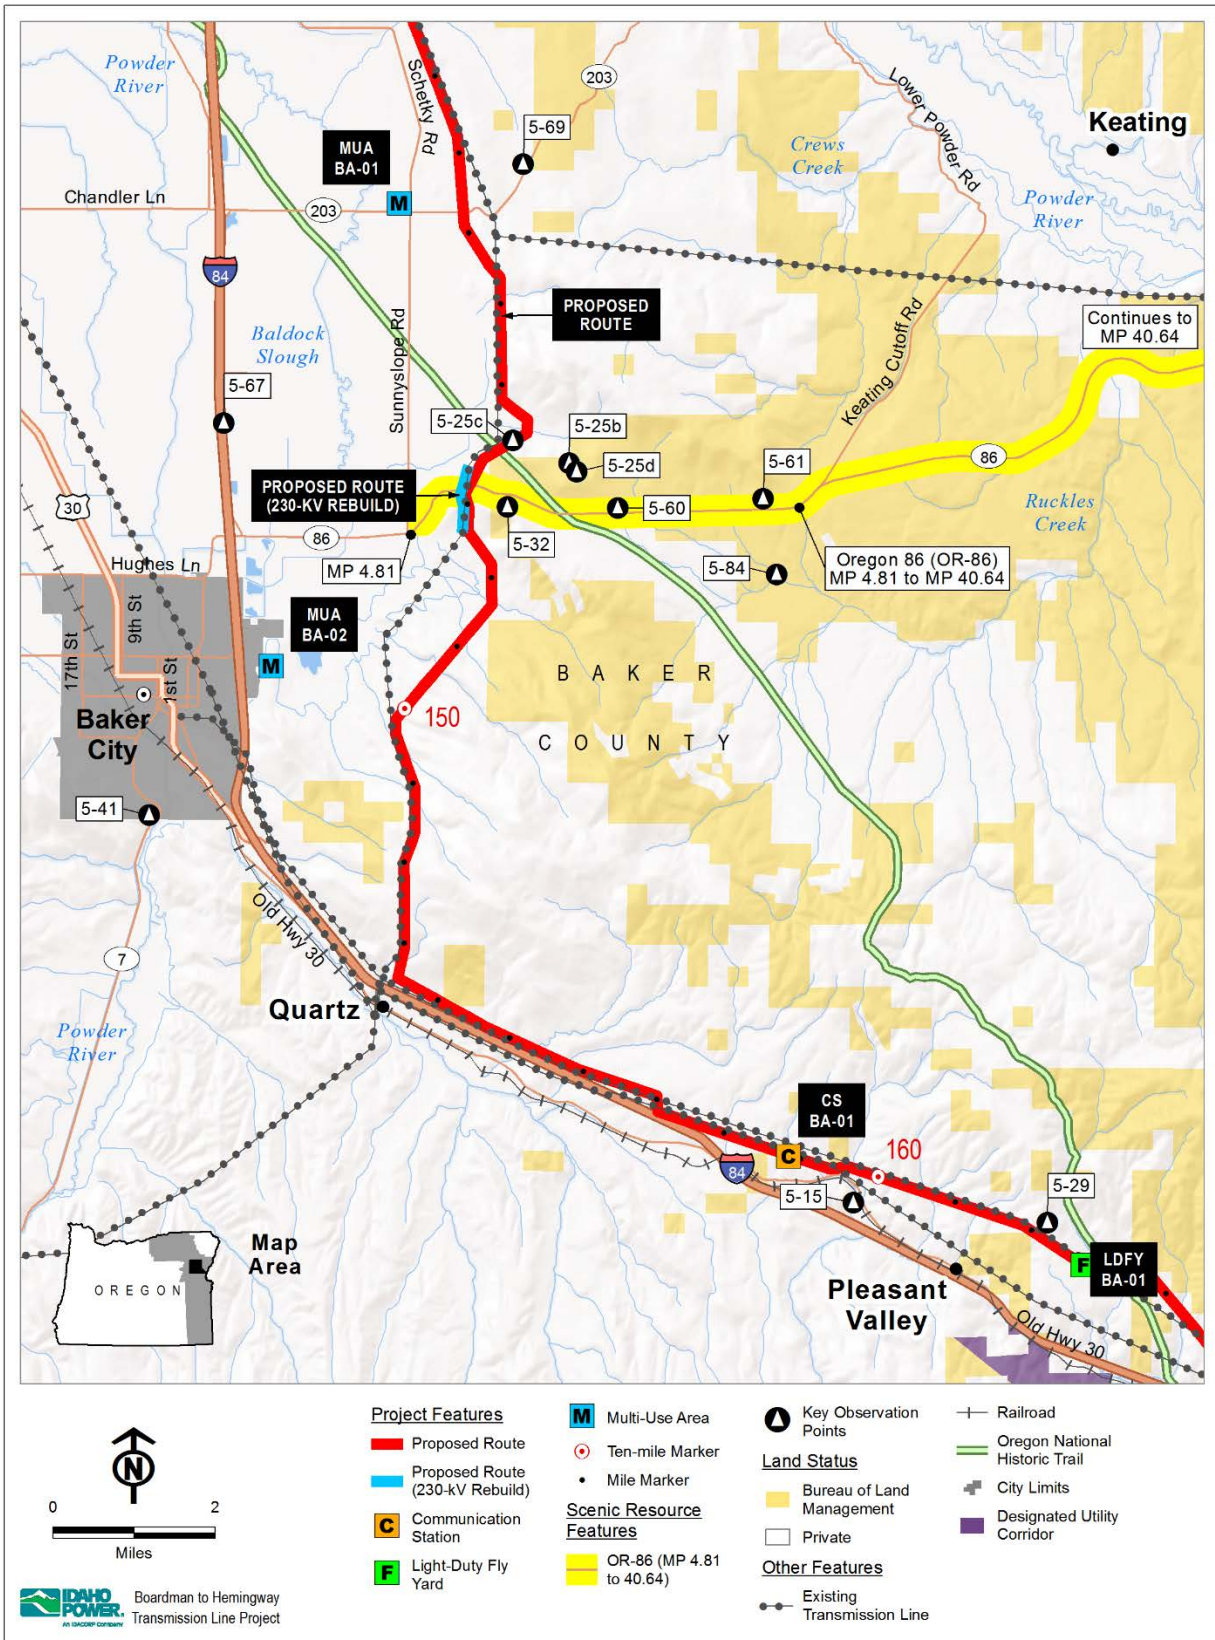 Powder
River
Schetky Rd
203
5-69
Lower Powder Rd
Keating
MUA
BA-01
Crews
Creek
Chandler Ln
203
M
Powder
River
84
PROPOSED
ROUTE
Sunnyslope Rd
Baldock
Slough
Keating Cutoff Rd
Continues to
MP 40.64
5-67
5-25c
5-25b
5-25d
5-61
86
30
PROPOSED ROUTE
(230-KV REBUILD)
5-60
Ruckles
Creek
86
5-32
MP 4.81
Oregon 86 (OR-86)
MP 4.81 to MP 40.64
Hughes Ln
5-84
9th St
MUA
BA-02
17th St
1st St
M
BAKER
COUNTY
Baker
City
150
5-41
Old Hwy 30
7
Quartz
Powder
River
CS
BA-01
C
160
84
5-15
5-29
Map
Area
OREGON
LDFY
BA-01
F
Pleasant
Valley
Old Hwy 30
N
0 2
Miles
IDAHO
POWER.
AN IDACORP Company
Boardman to Hemingway
Transmission Line Project
Project Features
Proposed Route
Proposed Route
(230-kV Rebuild)
C Communication
Station
F Light-Duty Fly
Yard
M Multi-Use Area
Ten-mile Marker
Mile Marker
Scenic Resource
Features
OR-86 (MP 4.81
to 40.64)
Key Observation
Points
Land Status
Bureau of Land
Management
Private
Other Features
Existing
Transmission Line
Railroad
Oregon National
Historic Trail
City Limits
Designated Utility
Corridor